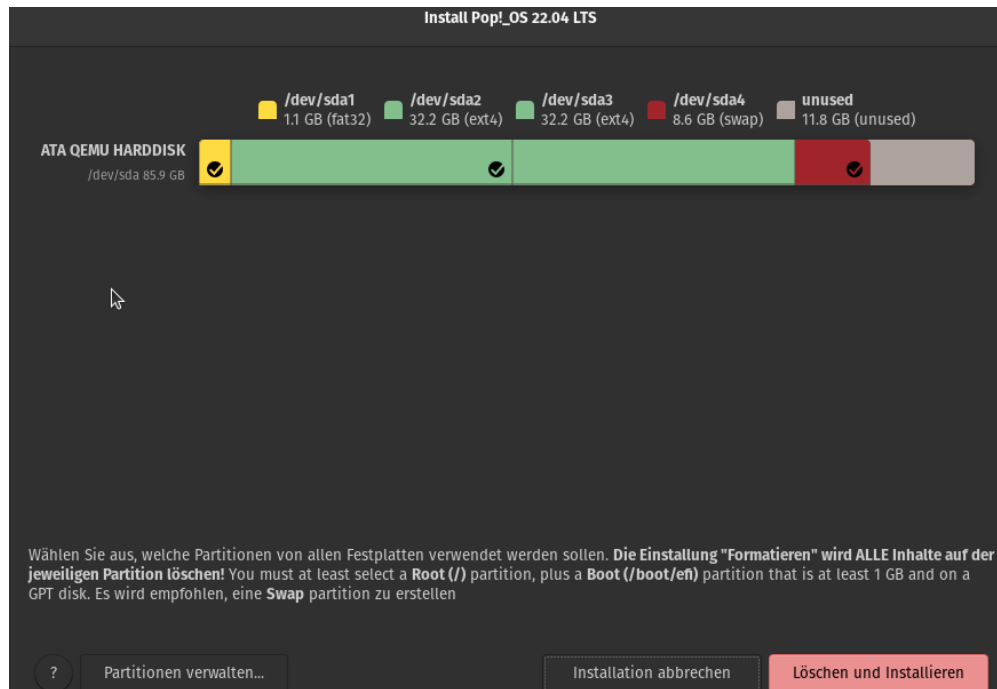 Install Pop!_OS 22.04 LTS
/dev/sda1
1.1 GB (fat32)
/dev/sda2
32.2 GB (ext4)
/dev/sda3
32.2 GB (ext4)
/dev/sda4
8.6 GB (swap)
unused
11.8 GB (unused)
ATA QEMU HARDDISK
/dev/sda 85.9 GB
Wählen Sie aus, welche Partitionen von allen Festplatten verwendet werden sollen. Die Einstellung "Formatieren" wird ALLE Inhalte auf der
jeweiligen Partition löschen! You must at least select a Root (/) partition, plus a Boot (/boot/efi) partition that is at least 1 GB and on a
GPT disk. Es wird empfohlen, eine Swap partition zu erstellen
?
Partitionen verwalten...
Installation abbrechen
Löschen und Installieren